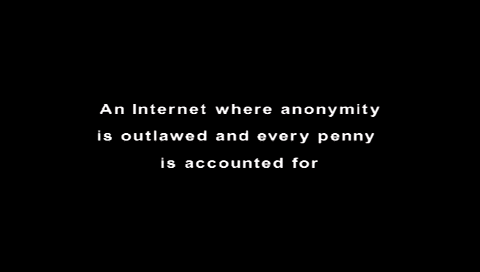 An Internet where anonymity
is outlawed and every penny
is accounted for